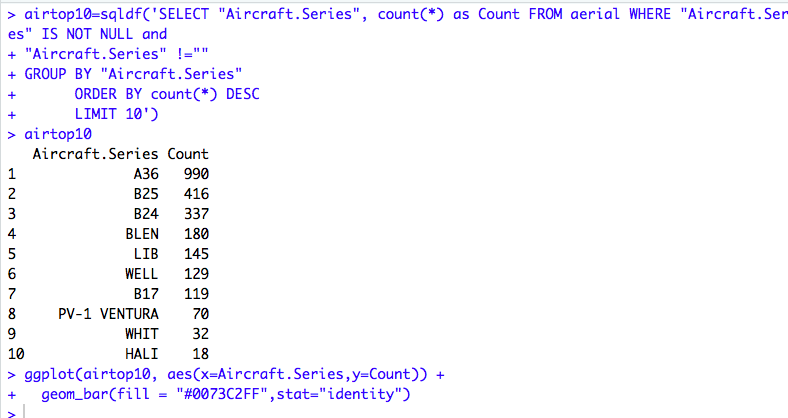 > airtop10=sqldf('SELECT "Aircraft.Series", count(*) as Count FROM aerial WHERE "Aircraft.Seri
es" IS NOT NULL and
+ "Aircraft.Series" !=""
+ GROUP BY "Aircraft.Series"
+       ORDER BY count(*) DESC
+       LIMIT 10')
> airtop10
   Aircraft.Series Count
1              A36   990
2              B25   416
3              B24   337
4             BLEN   180
5              LIB   145
6             WELL   129
7              B17   119
8      PV-1 VENTURA    70
9             WHIT    32
10            HALI    18
> ggplot(airtop10, aes(x=Aircraft.Series,y=Count)) +
+   geom_bar(fill = "#0073C2FF",stat="identity")
>